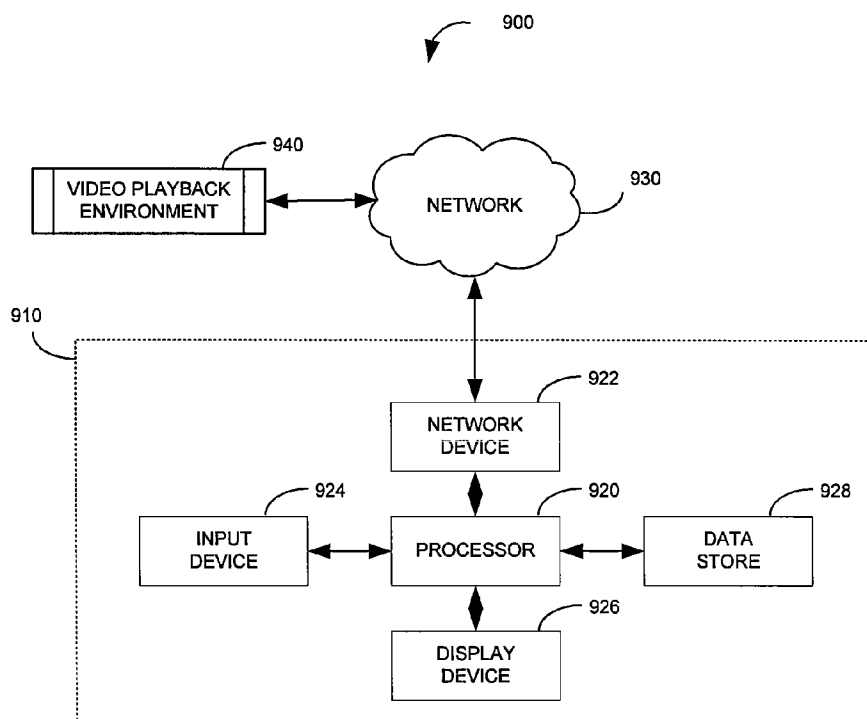 900
940
VIDEO PLAYBACK
ENVIRONMENT
NETWORK
930
910
922
NETWORK
DEVICE
924
920
928
INPUT
DEVICE
PROCESSOR
DATA
STORE
926
DISPLAY
DEVICE